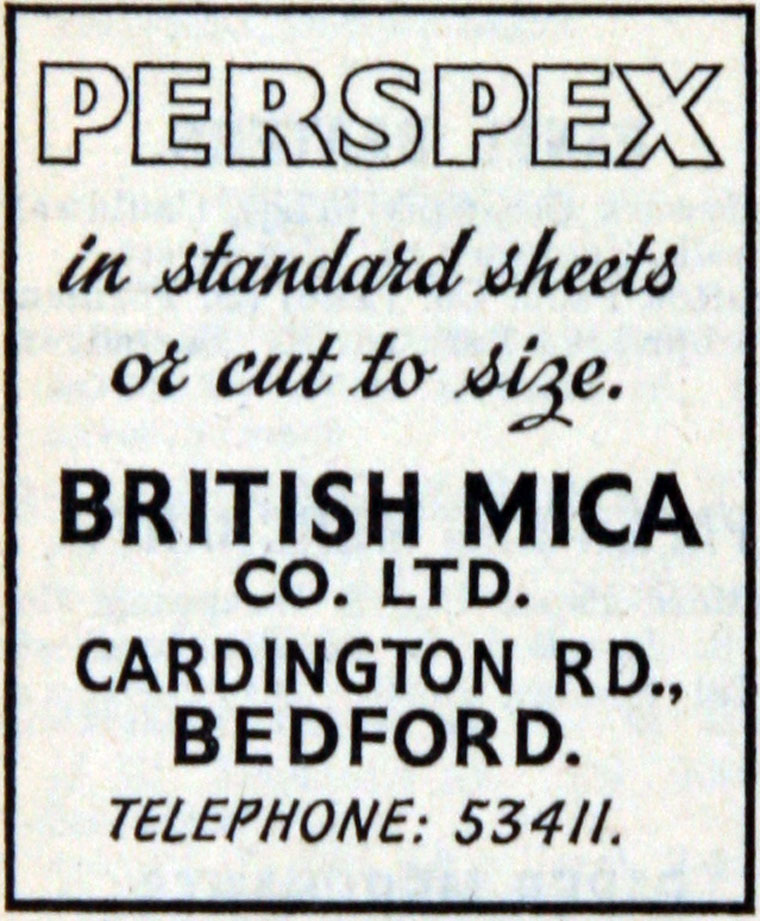 PERSPEX
in standard sheets
or cut to size.
BRITISH MICA
CO. LTD.
CARDINGTON RD.,
BEDFORD.
TELEPHONE: 53411.